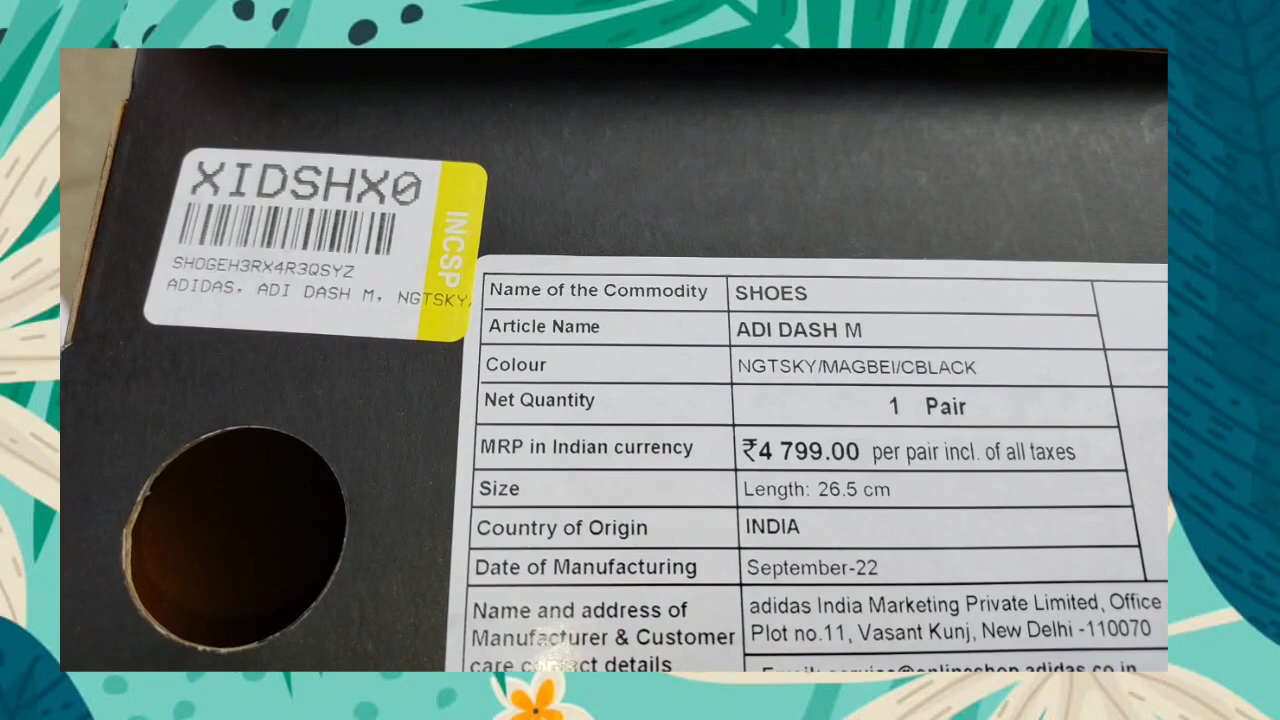 XIDSHX0
INCSP
SHOGEH3RX4R3QSYZ
ADIDAS, ADI DASH M, NGTSKY/
Name of the Commodity SHOES
Article Name ADI DASH M
Colour NGTSKY/MAGBEI/CBLACK
Net Quantity 1 Pair
MRP in Indian currency ₹4 799.00 per pair incl. of all taxes
Size Length: 26.5 cm
Country of Origin INDIA
Date of Manufacturing September-22
Name and address of
Manufacturer & Customer
care contact details
adidas India Marketing Private Limited, Office
Plot no.11, Vasant Kunj, New Delhi -110070
Email: service@onlineshop.adidas.co.in